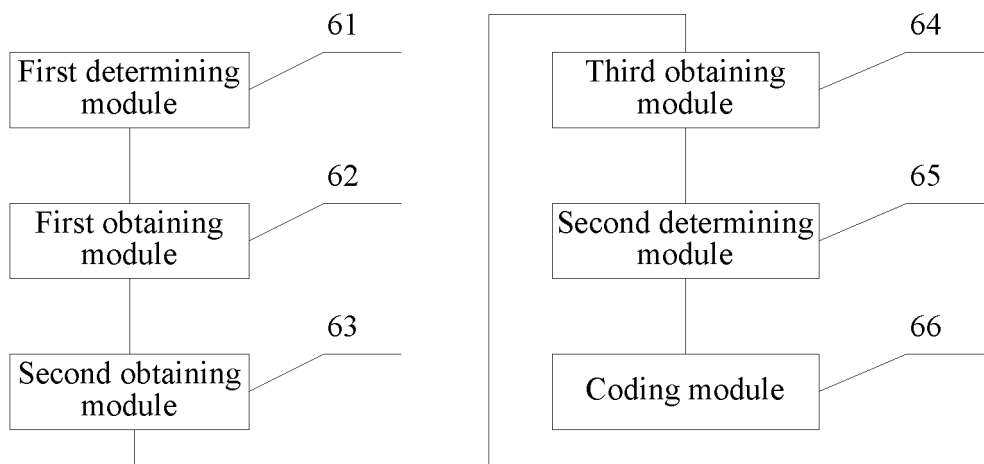 61
First determining
module
62
First obtaining
module
63
Second obtaining
module
64
Third obtaining
module
65
Second determining
module
66
Coding module